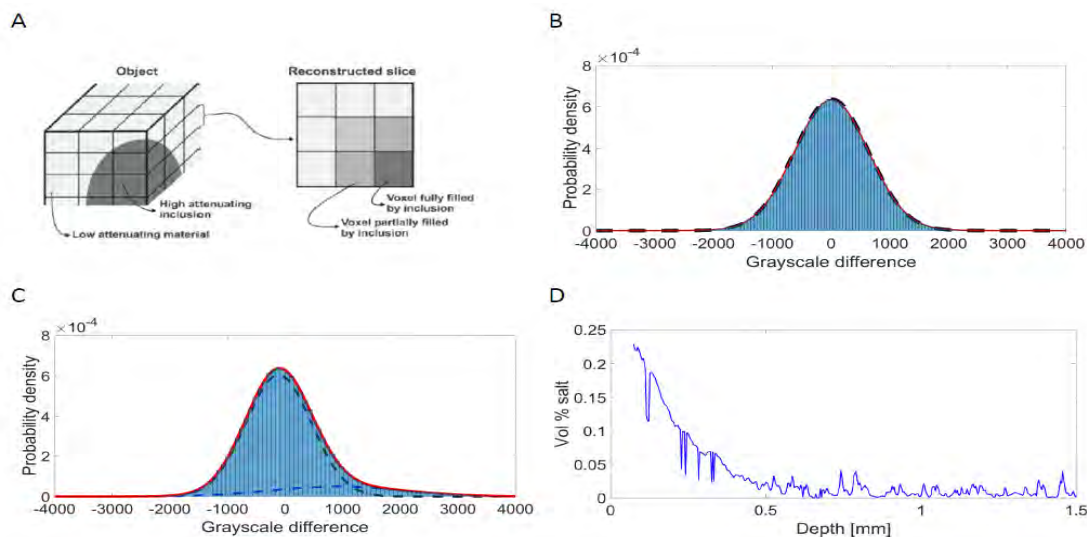 A
Object
Reconstructed slice
High attenuating
inclusion
Low attenuating material
Voxel fully filled
by inclusion
Voxel partially filled
by inclusion
B
×10⁻⁴
8
6
4
2
0
Probability density
-4000 -3000 -2000 -1000 0 1000 2000 3000 4000
Grayscale difference
C
×10⁻⁴
8
6
4
2
0
Probability density
-4000 -3000 -2000 -1000 0 1000 2000 3000 4000
Grayscale difference
D
0.25
0.2
0.15
0.1
0.05
0
Vol % salt
0 0.5 1 1.5
Depth [mm]